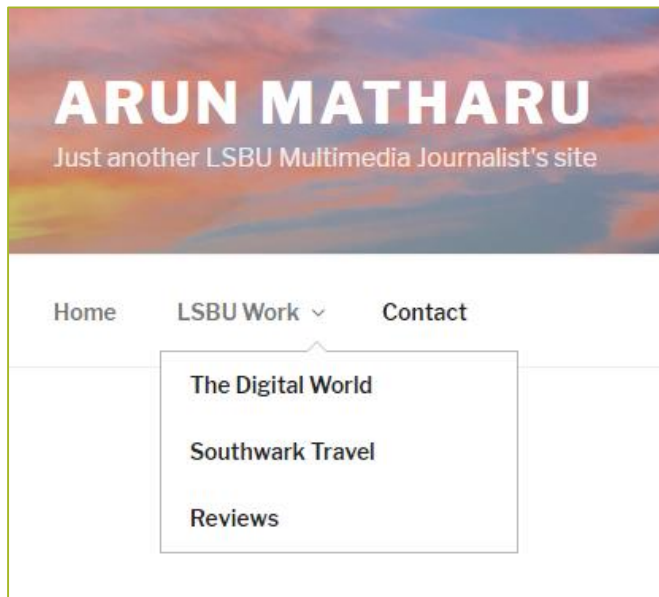 ARUN MATHARU
Just another LSBU Multimedia Journalist's site
Home LSBU Work Contact
The Digital World
Southwark Travel
Reviews